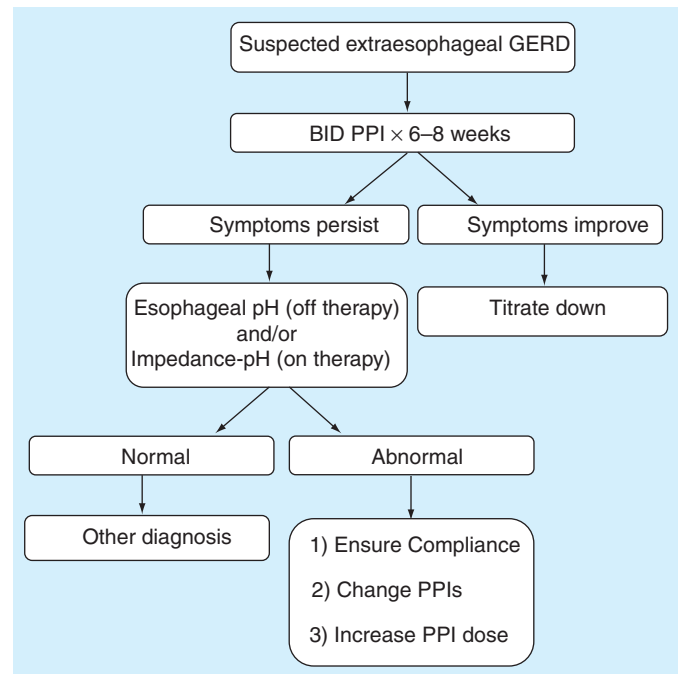 Suspected extraesophageal GERD
BID PPI × 6–8 weeks
Symptoms persist
Symptoms improve
Esophageal pH (off therapy)
and/or
Impedance-pH (on therapy)
Titrate down
Normal
Abnormal
Other diagnosis
1) Ensure Compliance
2) Change PPIs
3) Increase PPI dose